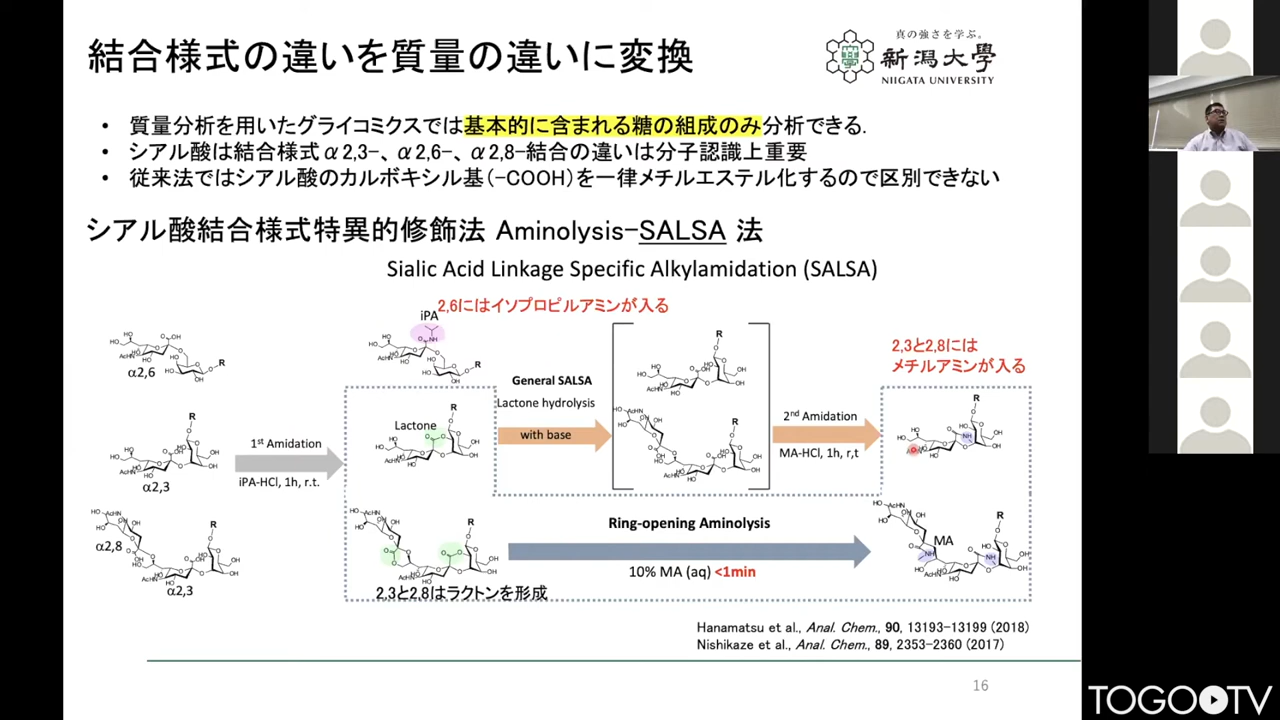 結合様式の違いを質量の違いに変換
真の強さを学ぶ。
新潟大學
NIIGATA UNIVERSITY
• 質量分析を用いたグライコミクスでは基本的に含まれる糖の組成のみ分析できる.
• シアル酸は結合様式α2,3-、α2,6-、α2,8-結合の違いは分子認識上重要
• 従来法ではシアル酸のカルボキシル基(-COOH)を一律メチルエステル化するので区別できない
シアル酸結合様式特異的修飾法 Aminolysis-SALSA 法
Sialic Acid Linkage Specific Alkylamidation (SALSA)
2,6にはイソプロピルアミンが入る
iPA
α2,6
α2,3
α2,8
α2,3
1st Amidation
iPA-HCl, 1h, r.t.
Lactone
General SALSA
Lactone hydrolysis
with base
2nd Amidation
MA-HCl, 1h, r,t
2,3と2,8には
メチルアミンが入る
Ring-opening Aminolysis
10% MA (aq) <1min
MA
2,3と2,8はラクトンを形成
Hanamatsu et al., Anal. Chem., 90, 13193-13199 (2018)
Nishikaze et al., Anal. Chem., 89, 2353-2360 (2017)
16
TOGOTV